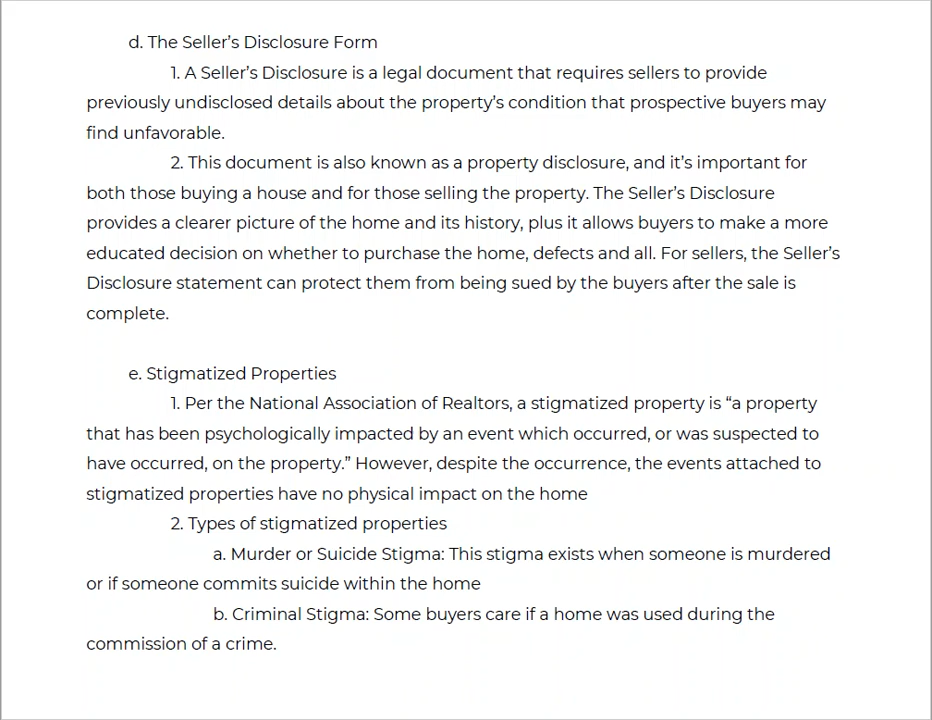 d. The Seller’s Disclosure Form
1. A Seller’s Disclosure is a legal document that requires sellers to provide
previously undisclosed details about the property’s condition that prospective buyers may
find unfavorable.
2. This document is also known as a property disclosure, and it’s important for
both those buying a house and for those selling the property. The Seller’s Disclosure
provides a clearer picture of the home and its history, plus it allows buyers to make a more
educated decision on whether to purchase the home, defects and all. For sellers, the Seller’s
Disclosure statement can protect them from being sued by the buyers after the sale is
complete.
e. Stigmatized Properties
1. Per the National Association of Realtors, a stigmatized property is “a property
that has been psychologically impacted by an event which occurred, or was suspected to
have occurred, on the property.” However, despite the occurrence, the events attached to
stigmatized properties have no physical impact on the home
2. Types of stigmatized properties
a. Murder or Suicide Stigma: This stigma exists when someone is murdered
or if someone commits suicide within the home
b. Criminal Stigma: Some buyers care if a home was used during the
commission of a crime.